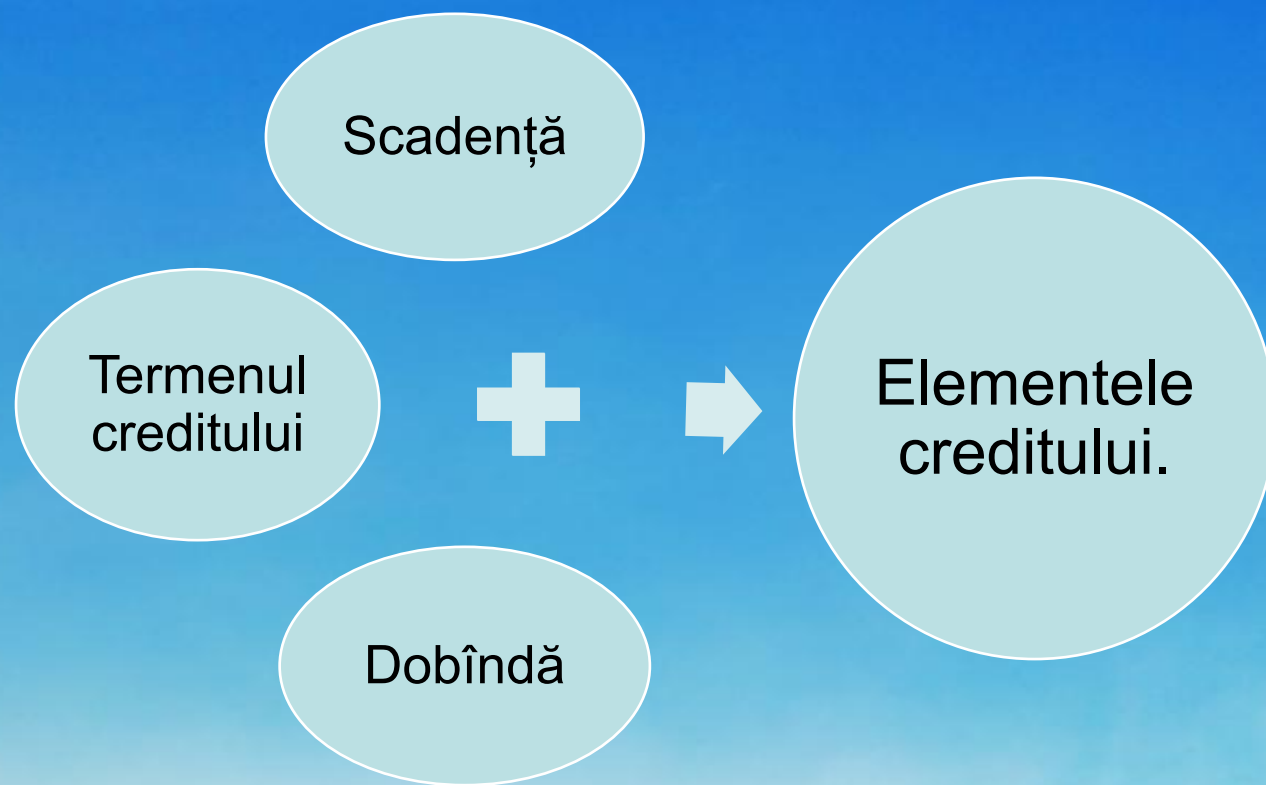 Scadență
Termenul
creditului
Dobîndă
Elementele
creditului.